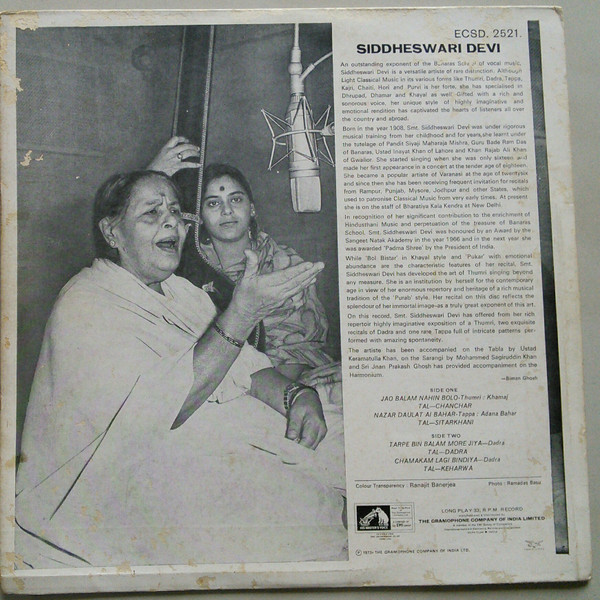 ECSD. 2521.
SIDDHESWARI DEVI
An outstanding exponent of the Banaras School of vocal music,
Siddheswari Devi is a versatile artiste of rare distinction. Although
Light Classical Music in its various forms like Thumri, Dadra, Tappa,
Kajri, Chaiti, Hori and Purvi is her forte, she has specialised in
Dhrupad, Dhamar and Khayal as well. Gifted with a rich and
sonorous voice, her unique style of highly imaginative and
emotional rendition has captivated the hearts of listeners all over
the country and abroad.
Born in the year 1908, Smt. Siddheswari Devi was under rigorous
musical training from her childhood and for years, she learnt under
the tutelage of Pandit Sivaji Maharaja Mishra, Guru Bade Ram Das
of Banaras, Ustad Inayat Khan of Lahore and Khan Rajab Ali Khan
of Gwalior. She started singing when she was only sixteen and
made her first appearance in a concert at the tender age of eighteen.
She became a popular artiste of Varanasi at the age of twentysix
and since then she has been receiving frequent invitation for recitals
from Rampur, Punjab, Mysore, Jodhpur and other States, which
used to patronise Classical Music from very early times. At present
she is on the staff of Bharatiya Kala Kendra at New Delhi.
In recognition of her significant contribution to the enrichment of
Hindusthani Music and perpetuation of the treasure of Banaras
School, Smt. Siddheswari Devi was honoured by an Award by the
Sangeet Natak Akademy in the year 1966 and in the next year she
was awarded 'Padma Shree' by the President of India.
While 'Bol Bistar' in Khayal style and 'Pukar' with emotional
abundance are the characteristic features of her recital, Smt.
Siddheswari Devi has developed the art of Thumri singing beyond
any measure. She is an institution by herself for the contemporary
age in view of her enormous repertory and heritage of a rich musical
tradition of the 'Purab' style. Her recital on this disc reflects the
splendour of her immortal image—as a truly great exponent of this art.
On this record, Smt. Siddheswari Devi has offered from her rich
repertoir highly imaginative exposition of a Thumri, two exquisite
recitals of Dadra and one rare Tappa full of intricate patterns per-
formed with amazing spontaneity.
The artiste has been accompanied on the Tabla by Ustad
Karamatulla Khan, on the Sarangi by Mohammed Sagiruddin Khan
and Sri Jnan Prakash Ghosh has provided accompaniment on the
Harmonium.
—Biman Ghosh
SIDE ONE
JAO BALAM NAHIN BOLO-Thumri : Khamaj
TAL—CHANCHAR
NAZAR DAULAT AI BAHAR-Tappa : Adana Bahar
TAL—SITARKHANI
SIDE TWO
TARPE BIN BALAM MORE JIYA—Dadra
TAL—DADRA
CHAMAKAM LAGI BINDIYA—Dadra
TAL—KEHARWA
Colour Transparency : Ranajit Banerjee Photo : Ramadas Basu
"HIS MASTER'S VOICE"
LONG PLAY 33⅓ R. P. M. RECORD
THE GRAMOPHONE COMPANY OF INDIA LIMITED
Ⓟ 1973 THE GRAMOPHONE COMPANY OF INDIA LTD.